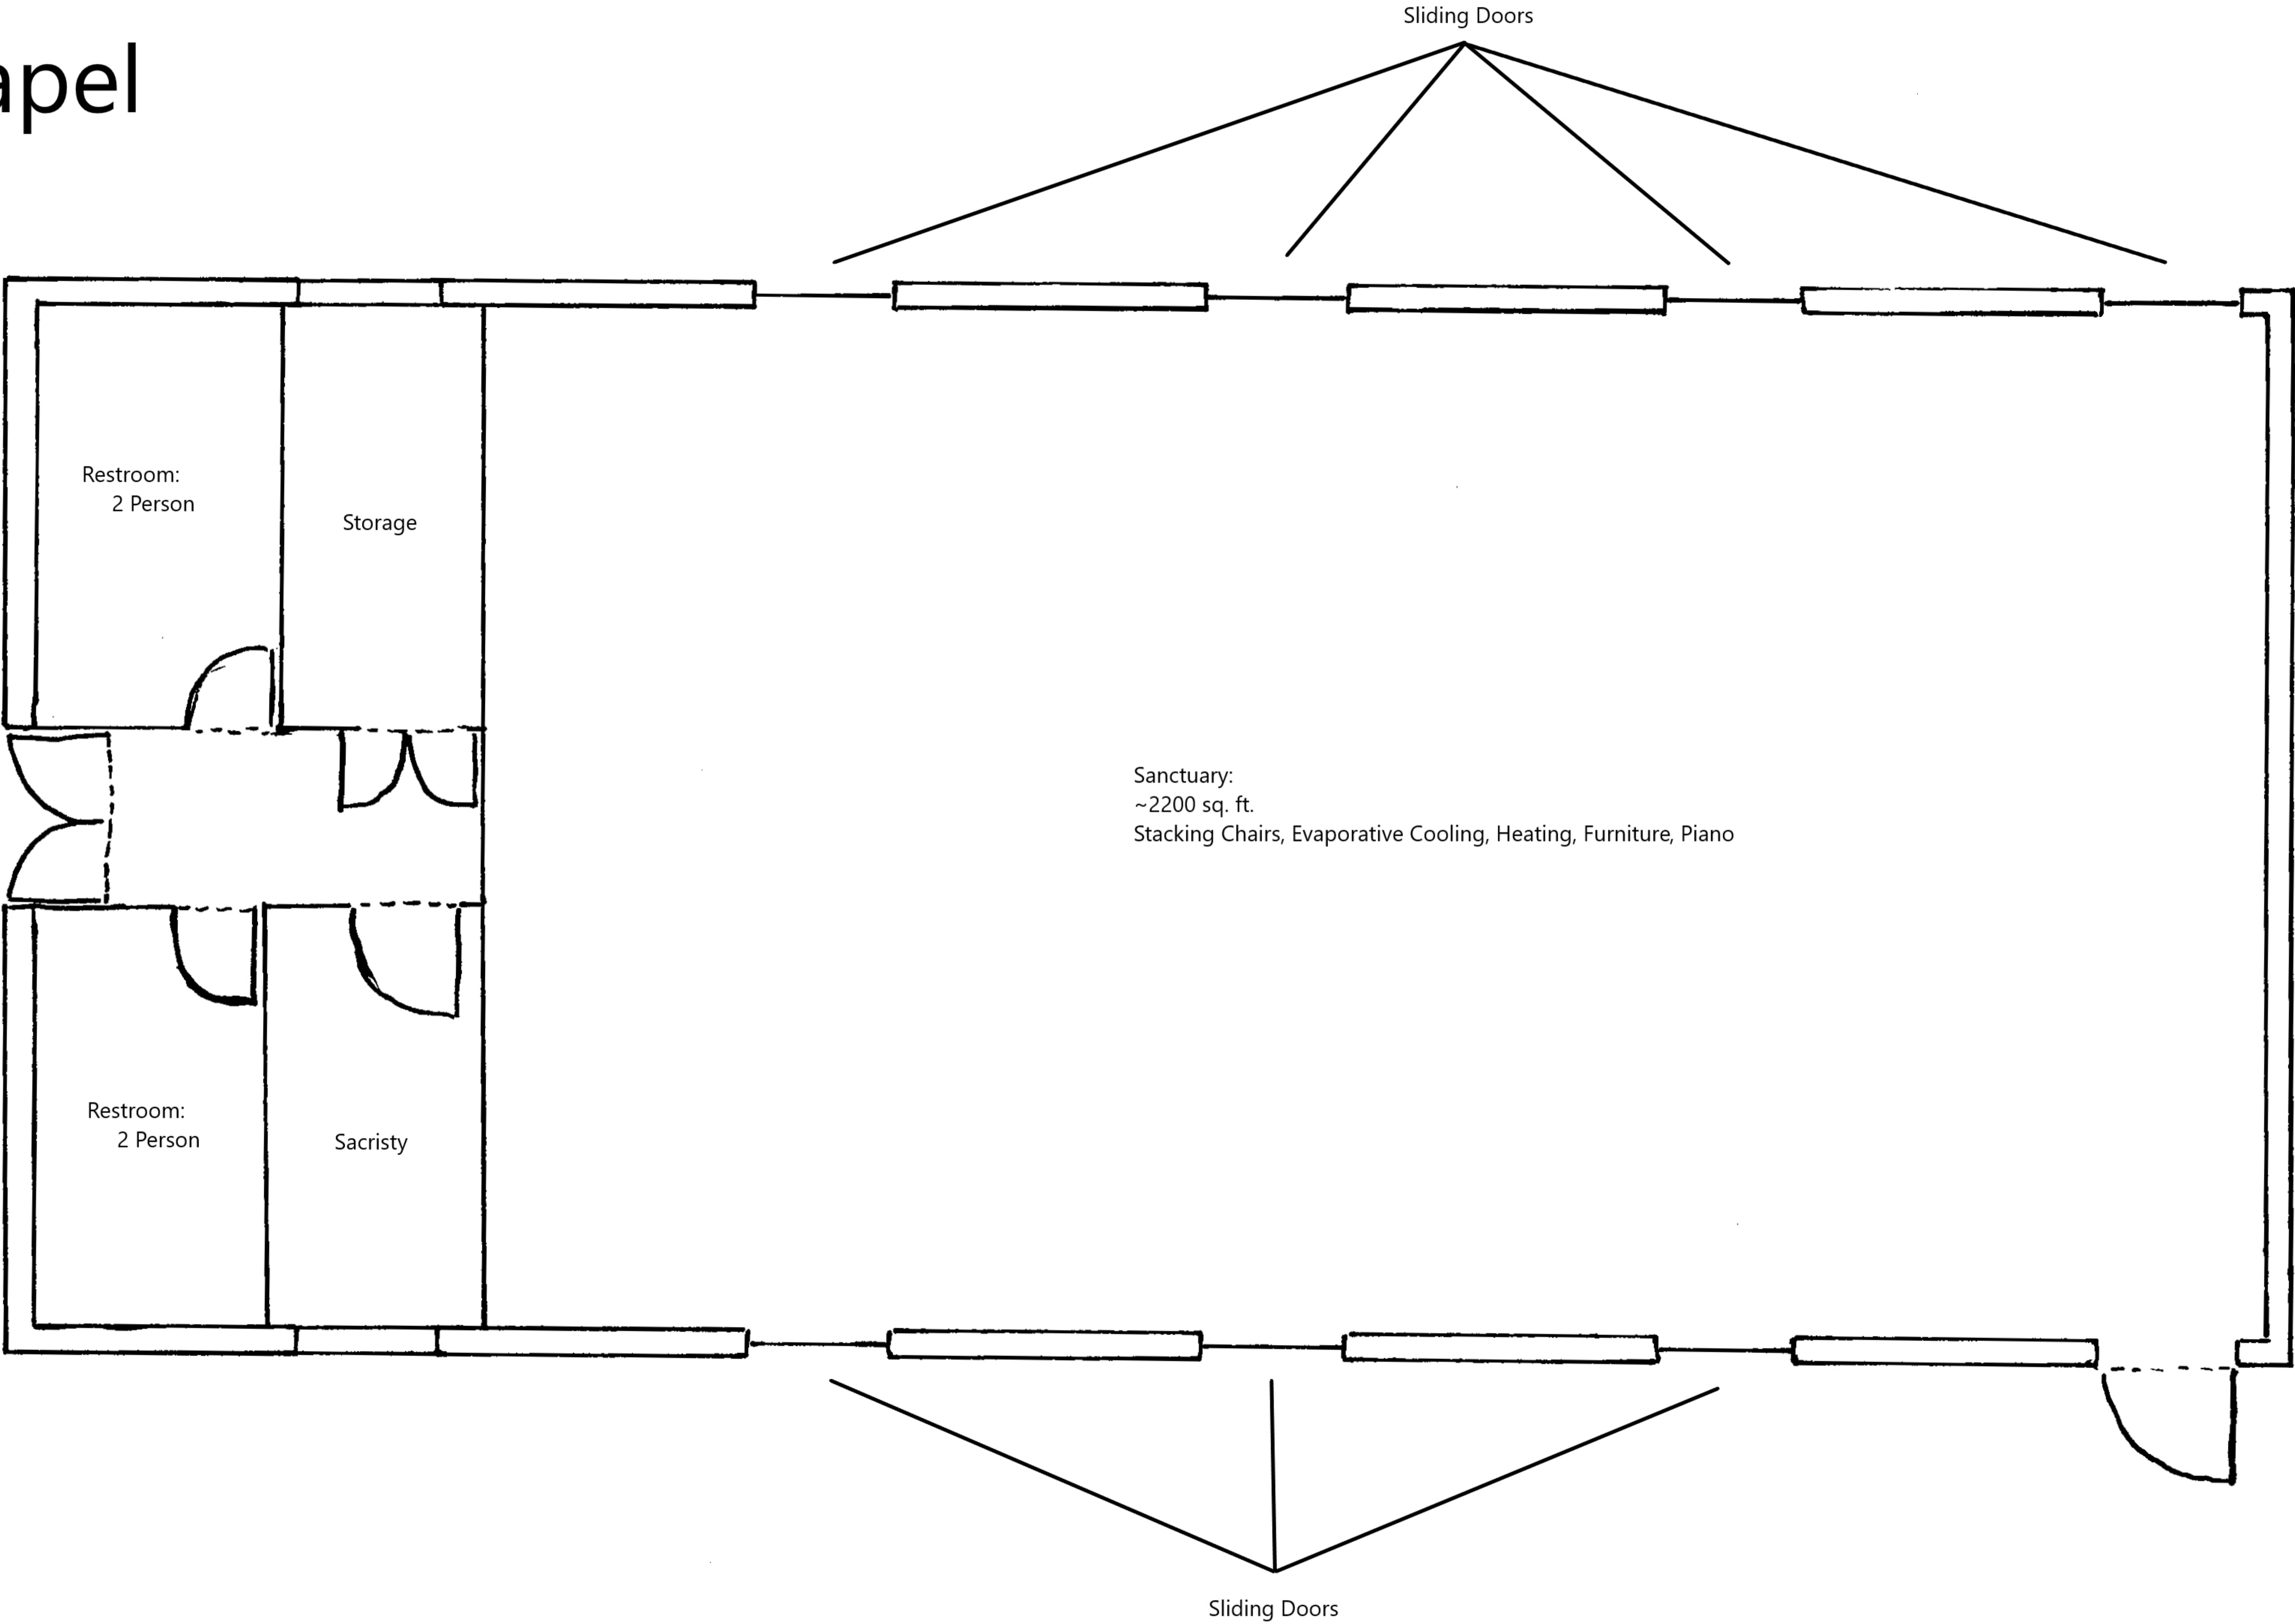 Sliding Doors
apel
Restroom:
2 Person
Storage
Sanctuary:
~2200 sq. ft.
Stacking Chairs, Evaporative Cooling, Heating, Furniture, Piano
Restroom:
2 Person
Sacristy
Sliding Doors